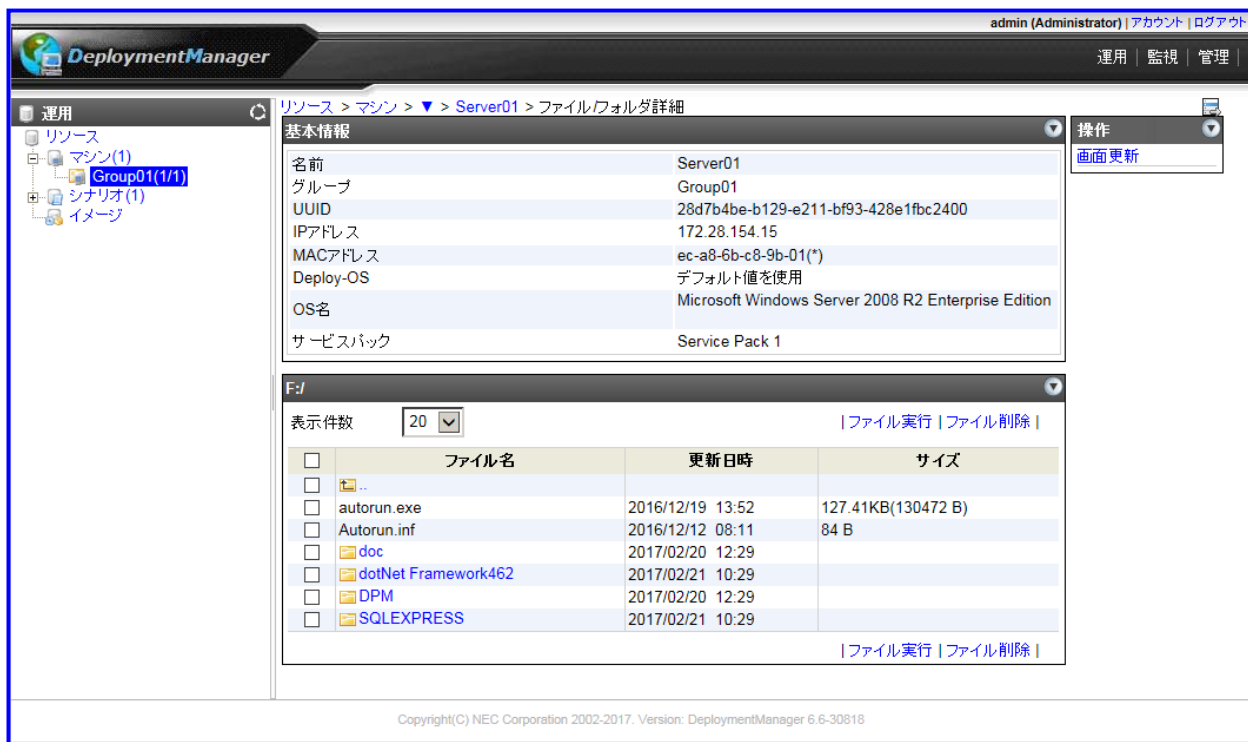 admin (Administrator) | アカウント | ログアウト
DeploymentManager
運用 | 監視 | 管理 |
運用
リソース
マシン(1)
Group01(1/1)
シナリオ(1)
イメージ
リソース > マシン > ▼ > Server01 > ファイル/フォルダ詳細
基本情報
名前 Server01
グループ Group01
UUID 28d7b4be-b129-e211-bf93-428e1fbc2400
IPアドレス 172.28.154.15
MACアドレス ec-a8-6b-c8-9b-01(*)
Deploy-OS デフォルト値を使用
OS名 Microsoft Windows Server 2008 R2 Enterprise Edition
サービスパック Service Pack 1
操作
画面更新
F:/
表示件数 20 | ファイル実行 | ファイル削除 |
ファイル名 更新日時 サイズ
..
autorun.exe 2016/12/19 13:52 127.41KB(130472 B)
Autorun.inf 2016/12/12 08:11 84 B
doc 2017/02/20 12:29
dotNet Framework462 2017/02/21 10:29
DPM 2017/02/20 12:29
SQLEXPRESS 2017/02/21 10:29
| ファイル実行 | ファイル削除 |
Copyright(C) NEC Corporation 2002-2017. Version: DeploymentManager 6.6-30818